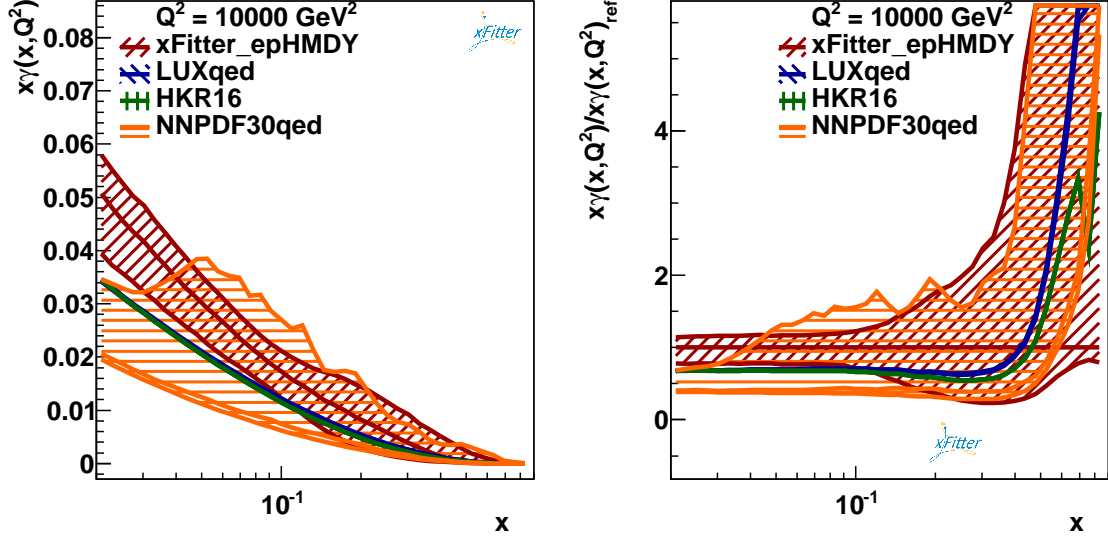 Q² = 10000 GeV²
xFitter_epHMDY
LUXqed
HKR16
NNPDF30qed
xFitter
xγ(x,Q²)
0.08
0.07
0.06
0.05
0.04
0.03
0.02
0.01
0
10⁻¹
x
Q² = 10000 GeV²
xFitter_epHMDY
LUXqed
HKR16
NNPDF30qed
xγ(x,Q²)/xγ(x,Q²)ref
4
2
0
xFitter
10⁻¹
x